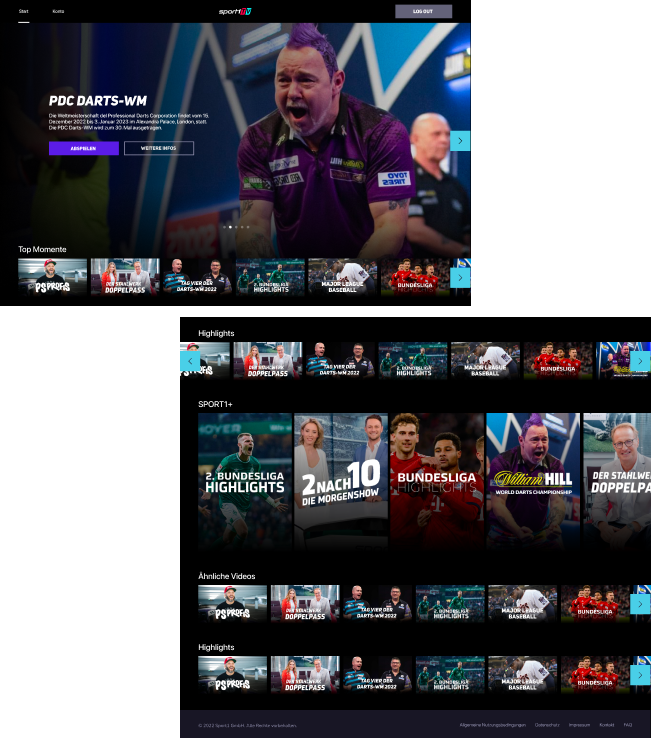 Start
Konto
sport1 TV
LOG OUT
PDC DARTS-WM
Die Weltmeisterschaft der Professional Darts Corporation findet vom 15.
Dezember 2022 bis 3. Januar 2023 in Alexandra Palace, London, statt.
Die PDC Darts-WM wird zum 30. Mal ausgetragen.
ABSPIELEN
WEITERE INFOS
Top Momente
PS PROFIS
DER STAHLWERK
DOPPELPASS
TAG VIER DER
DARTS-WM 2022
2. BUNDESLIGA
HIGHLIGHTS
MAJOR LEAGUE
BASEBALL
BUNDESLIGA
Highlights
PS PROFIS
DER STAHLWERK
DOPPELPASS
TAG VIER DER
DARTS-WM 2022
2. BUNDESLIGA
HIGHLIGHTS
MAJOR LEAGUE
BASEBALL
BUNDESLIGA
SPORT1+
2. BUNDESLIGA
HIGHLIGHTS
2 NACH 10
DIE MORGENSHOW
BUNDESLIGA
HIGHLIGHTS
William HILL
WORLD DARTS CHAMPIONSHIP
DER STAHLWE
DOPPELPA
Ähnliche Videos
PS PROFIS
DER STAHLWERK
DOPPELPASS
TAG VIER DER
DARTS-WM 2022
2. BUNDESLIGA
HIGHLIGHTS
MAJOR LEAGUE
BASEBALL
BUNDESLIGA
HIGHLIGHTS
Highlights
PS PROFIS
DER STAHLWERK
DOPPELPASS
TAG VIER DER
DARTS-WM 2022
2. BUNDESLIGA
HIGHLIGHTS
MAJOR LEAGUE
BASEBALL
BUNDESLIGA
HIGHLIGHTS
© 2022 Sport1 GmbH. Alle Rechte vorbehalten.
Allgemeine Nutzungsbedingungen
Datenschutz
Impressum
Kontakt
FAQ